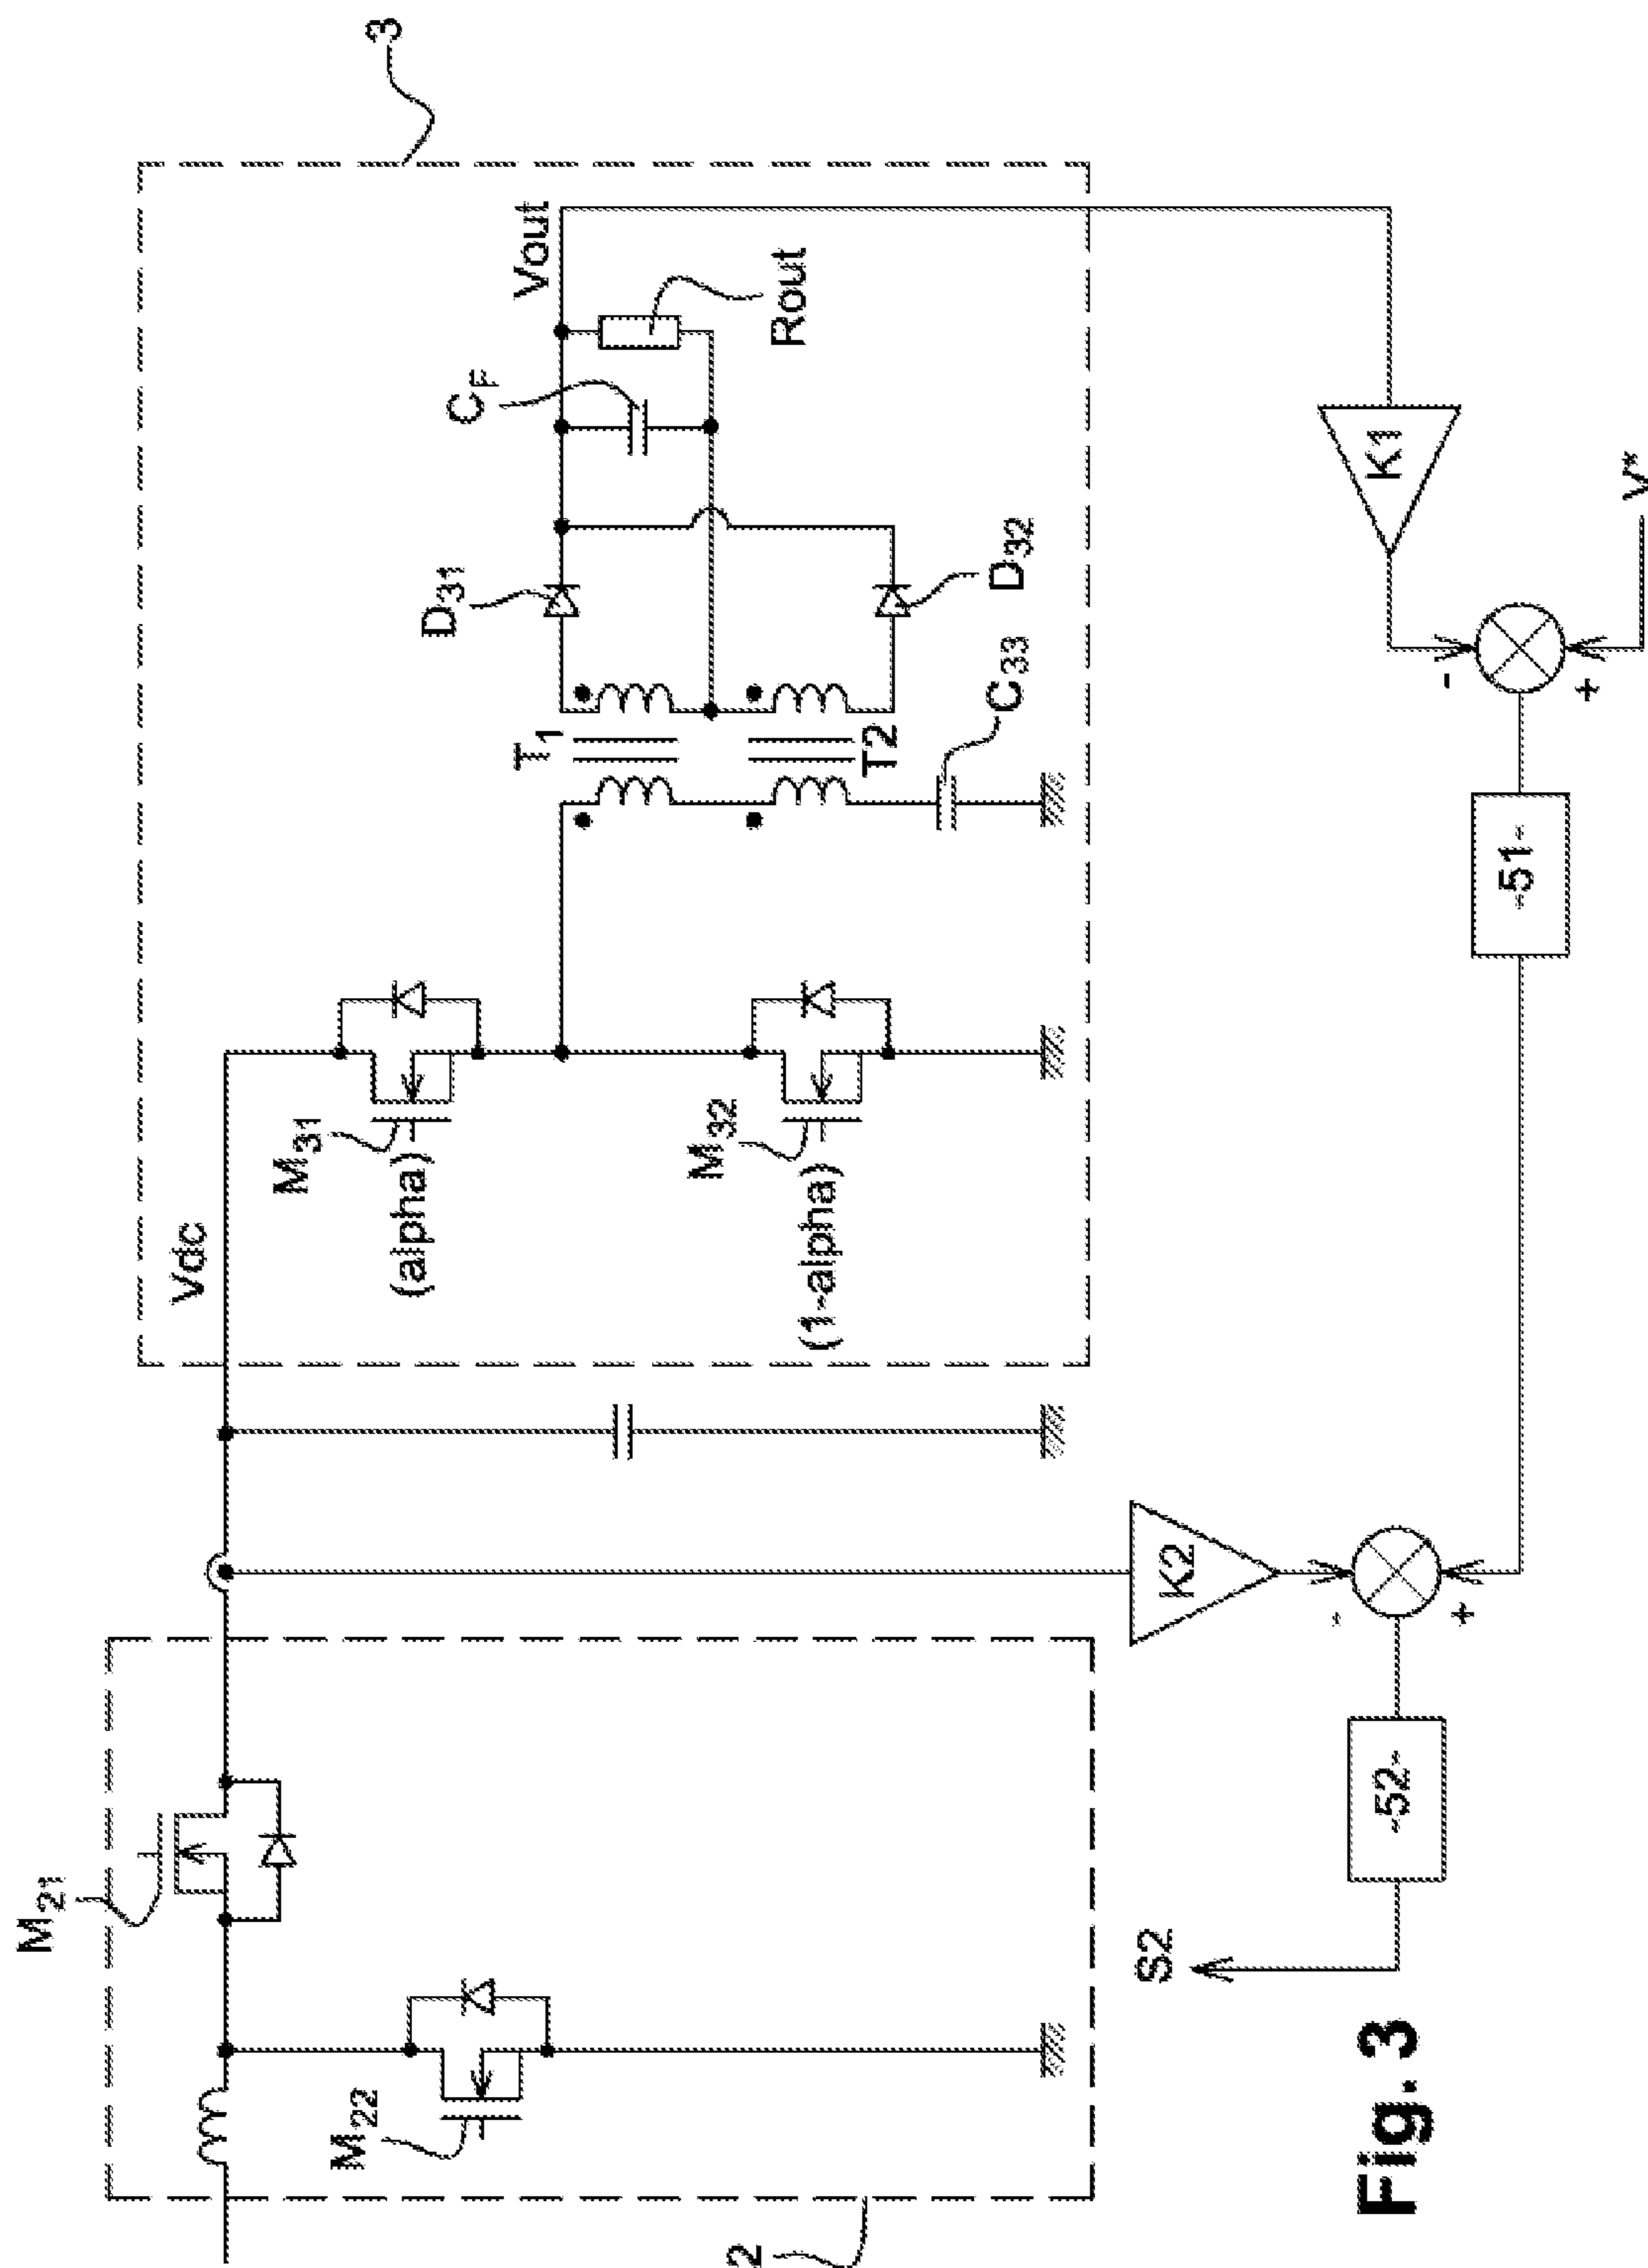 3
Vout
Rout
CF
D31
D32
T1
T2
C33
M31
(alpha)
M32
(1-alpha)
Vdc
K1
V*
-
+
-51-
K2
-
+
-52-
S2
M21
M22
2
Fig. 3